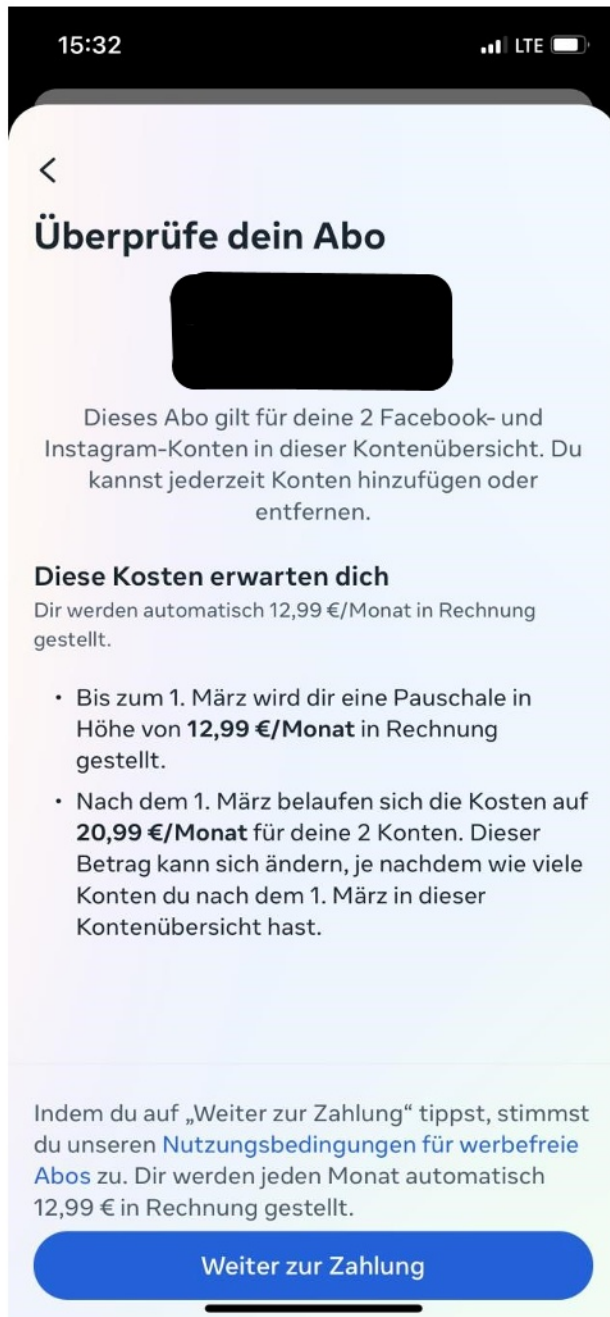 15:32
LTE
Überprüfe dein Abo
Dieses Abo gilt für deine 2 Facebook- und
Instagram-Konten in dieser Kontenübersicht. Du
kannst jederzeit Konten hinzufügen oder
entfernen.
Diese Kosten erwarten dich
Dir werden automatisch 12,99 €/Monat in Rechnung
gestellt.
• Bis zum 1. März wird dir eine Pauschale in
Höhe von 12,99 €/Monat in Rechnung
gestellt.
• Nach dem 1. März belaufen sich die Kosten auf
20,99 €/Monat für deine 2 Konten. Dieser
Betrag kann sich ändern, je nachdem wie viele
Konten du nach dem 1. März in dieser
Kontenübersicht hast.
Indem du auf „Weiter zur Zahlung“ tippst, stimmst
du unseren Nutzungsbedingungen für werbefreie
Abos zu. Dir werden jeden Monat automatisch
12,99 € in Rechnung gestellt.
Weiter zur Zahlung